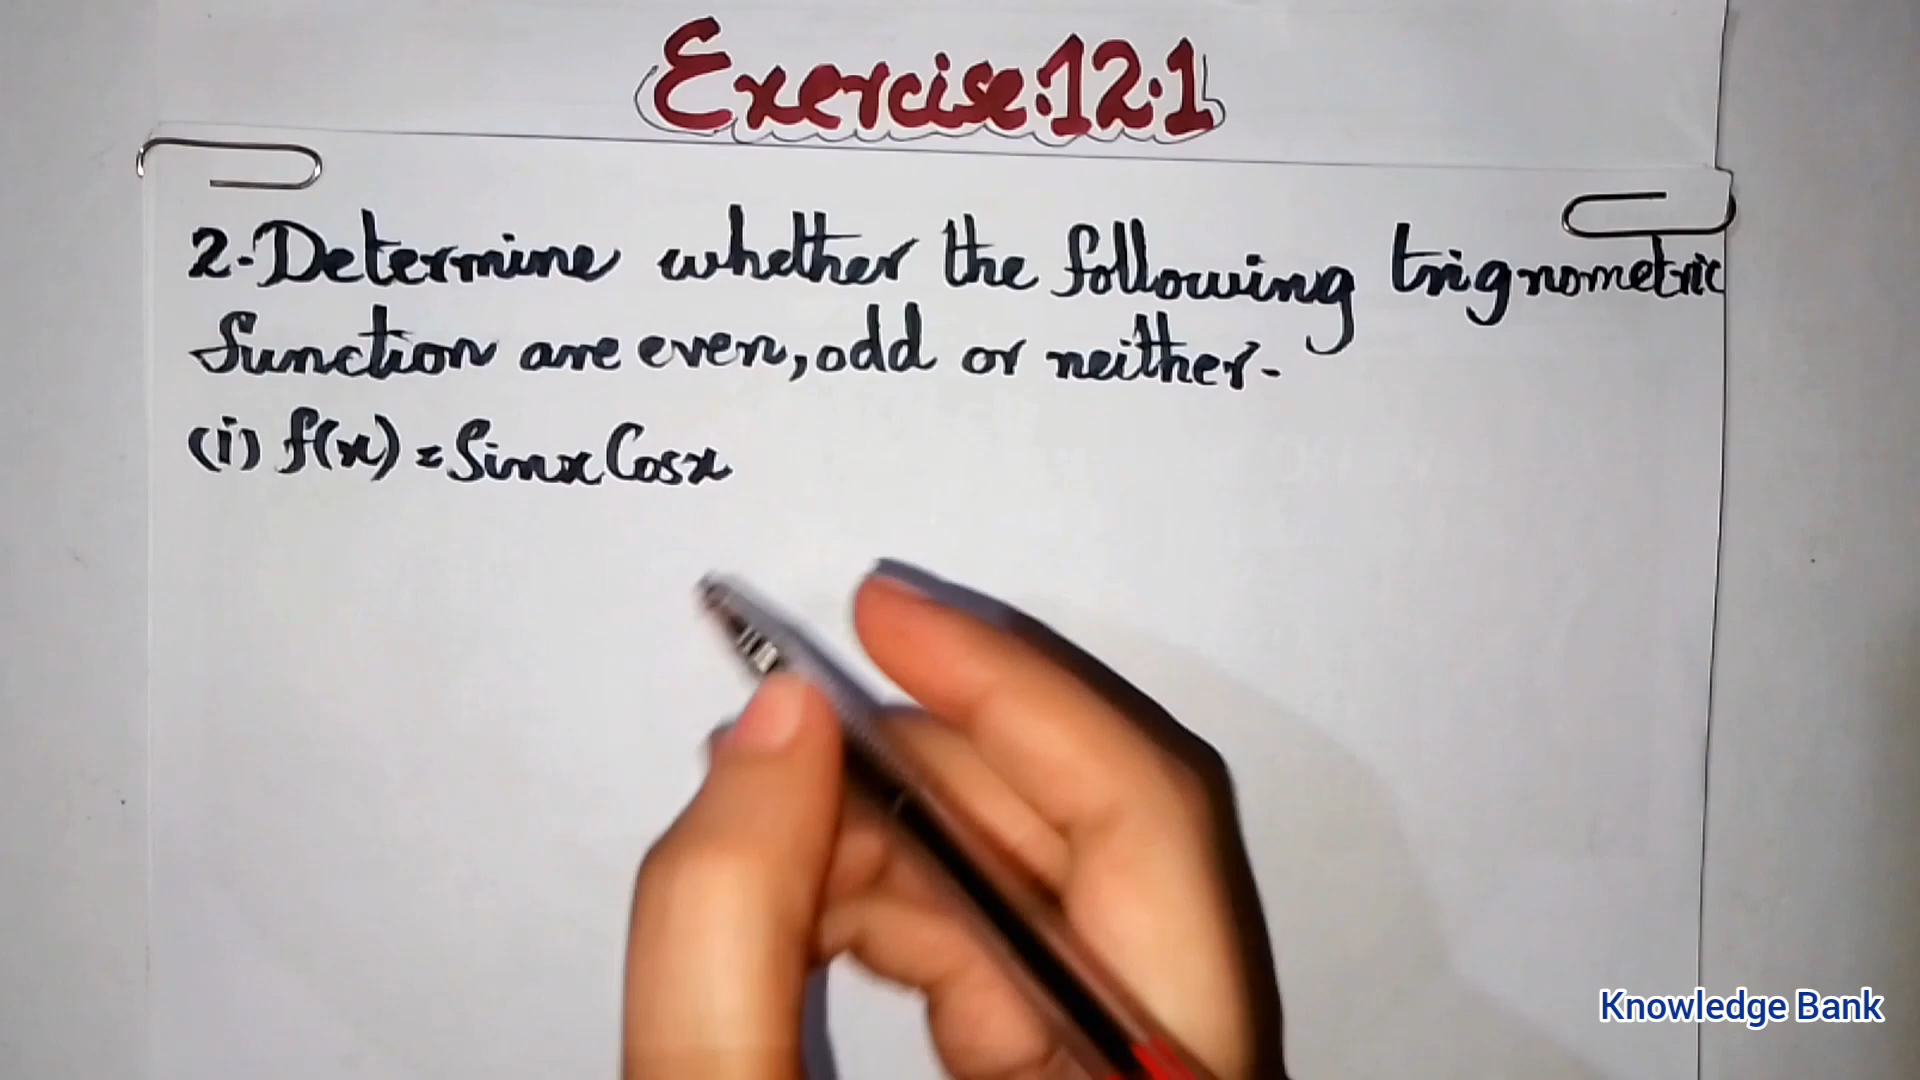 Exercise:12.1
2.Determine whether the following trignometric
function are even, odd or neither.
(i) f(x) = Sinx Cosx
Knowledge Bank